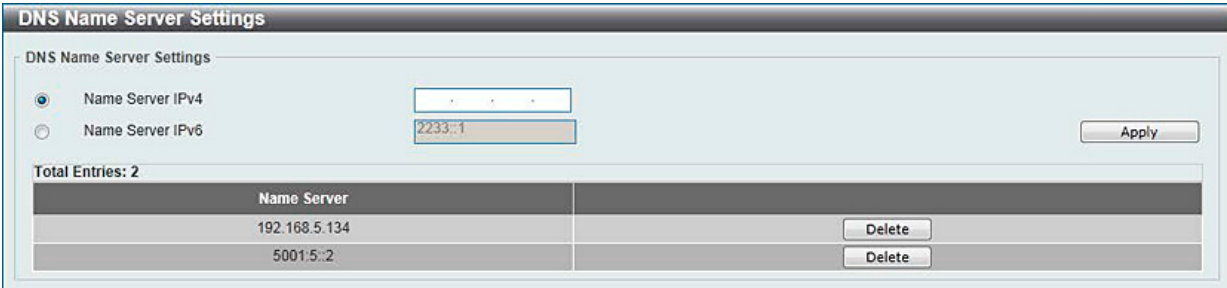 DNS Name Server Settings
DNS Name Server Settings
Name Server IPv4 . . .
Name Server IPv6 2233::1 Apply
Total Entries: 2
Name Server
192.168.5.134 Delete
5001:5::2 Delete